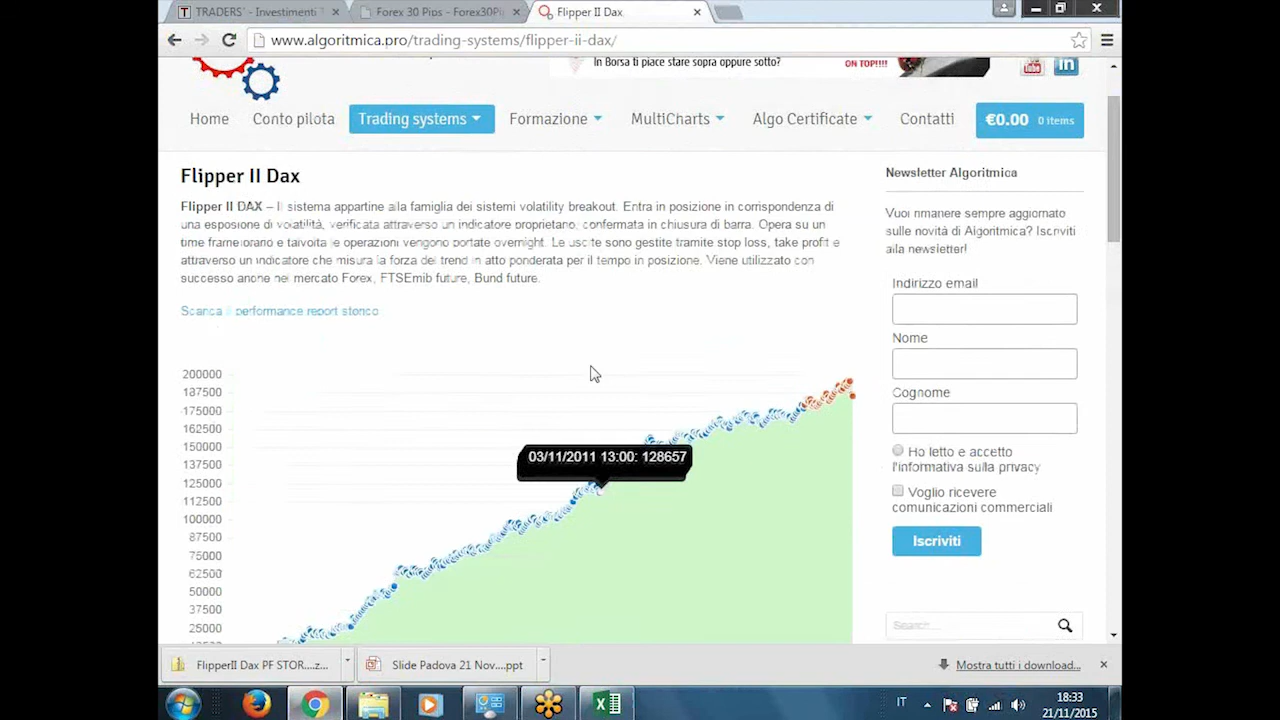 TRADERS' - Investimenti
Forex 30 Pips - Forex30Pi
Flipper II Dax
www.algoritmica.p trading-systems/flipper-ii-dax/
In Borsa ti piace stare sopra oppure sotto?
ON TOP!!!!
You
Tube
in
Home
Conto pilota
Trading systems
Formazione
MultiCharts
Algo Certificate
Contatti
€0.00 0 items
Flipper II Dax
Flipper II DAX – Il sistema appartine alla famiglia dei sistemi volatility breakout. Entra in posizione in corrispondenza di
una esposione di volatilità, verificata attraverso un indicatore proprietario, confermata in chiusura di barra. Opera su un
time frame orario e talvolta le operazioni vengono portate overnight. Le uscite sono gestite tramite stop loss, take profit e
attraverso un indicatore che misura la forza del trend in atto ponderata per il tempo in posizione. Viene utilizzato con
successo anche nel mercato Forex, FTSEmib future, Bund future.
Scarica il performance report storico
200000
187500
175000
162500
150000
137500
125000
112500
100000
87500
75000
62500
50000
37500
25000
03/11/2011 13:00: 128657
Newsletter Algoritmica
Vuoi rimanere sempre aggiornato
sulle novità di Algoritmica? Iscriviti
alla newsletter!
Indirizzo email
Nome
Cognome
Ho letto e accetto
l'informativa sulla privacy
Voglio ricevere
comunicazioni commerciali
Iscriviti
Search...
FlipperII Dax PF STOR....z...
Slide Padova 21 Nov....ppt
Mostra tutti i download...
IT
18:33
21/11/2015